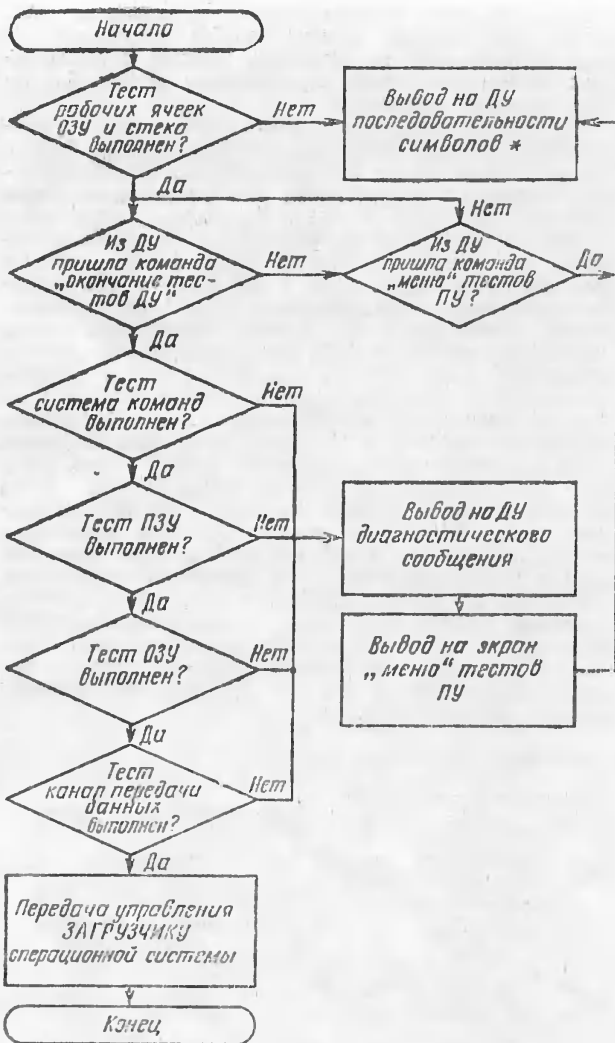 Начало
Тест
рабочих ячеек
ОЗУ и стека
выполнен?
Нет
Вывод на ДУ
последовательности
символов *
Да
Нет
Из ДУ
пришла команда
„окончание тес-
тов ДУ“
Нет
Из ДУ
пришла команда
„меню“ тестов
ПУ?
Да
Да
Тест
система команд
выполнен?
Нет
Да
Тест ПЗУ
выполнен?
Нет
Вывод на ДУ
диагностического
сообщения
Да
Тест ОЗУ
выполнен?
Нет
Вывод на экран
„меню“ тестов
ПУ
Да
Тест
канал передачи
данных
выполнен?
Нет
Да
Передача управления
ЗАГРУЗЧИКУ
операционной системы
Конец